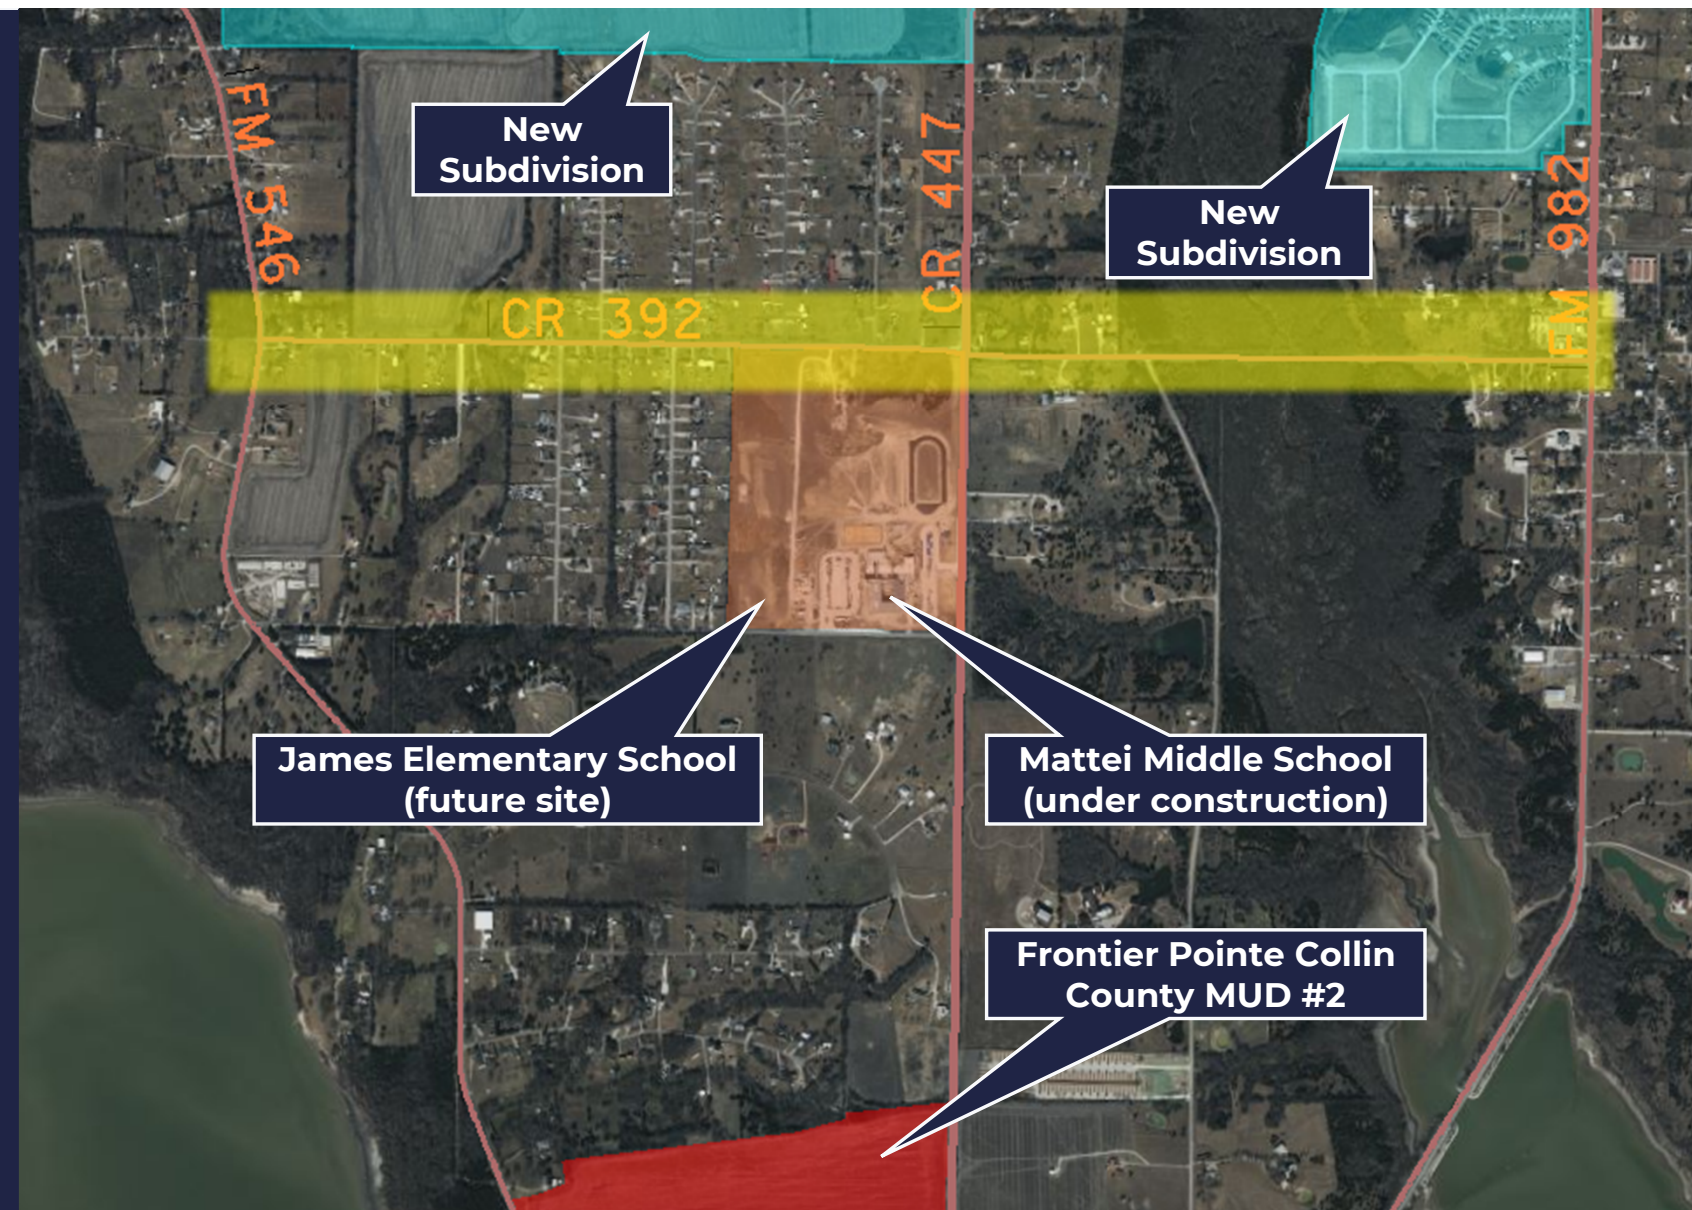 New
Subdivision
New
Subdivision
FM 546
CR 447
FM 982
CR 392
James Elementary School
(future site)
Mattei Middle School
(under construction)
Frontier Pointe Collin
County MUD #2